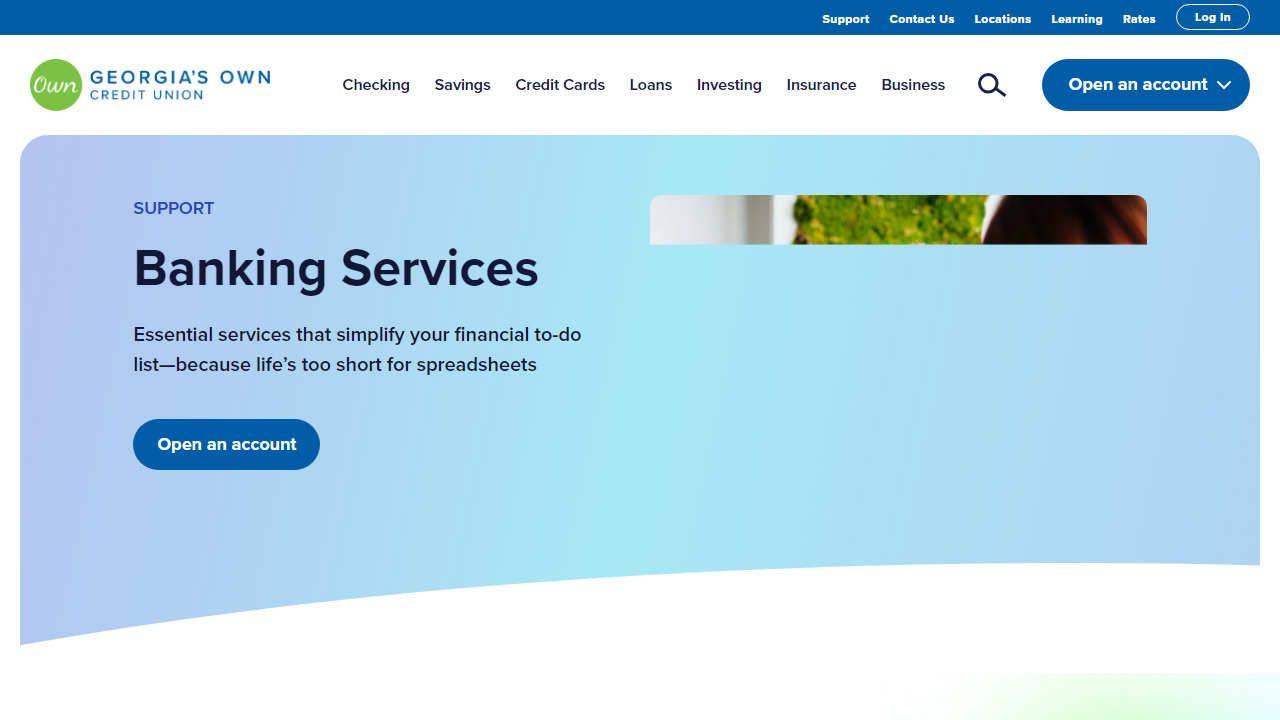 Support Contact Us Locations Learning Rates Log In
Own GEORGIA'S OWN
CREDIT UNION
Checking Savings Credit Cards Loans Investing Insurance Business Open an account
SUPPORT
Banking Services
Essential services that simplify your financial to-do
list—because life’s too short for spreadsheets
Open an account